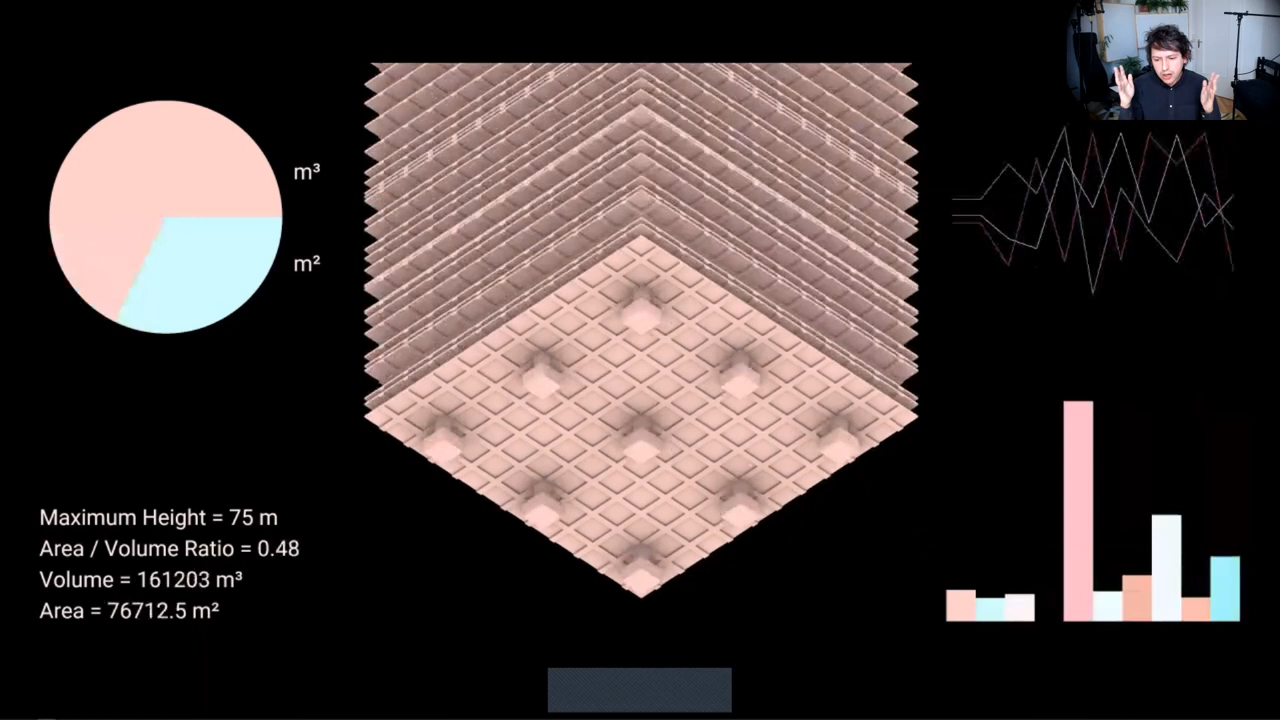 m³
m²
Maximum Height = 75 m
Area / Volume Ratio = 0.48
Volume = 161203 m³
Area = 76712.5 m²